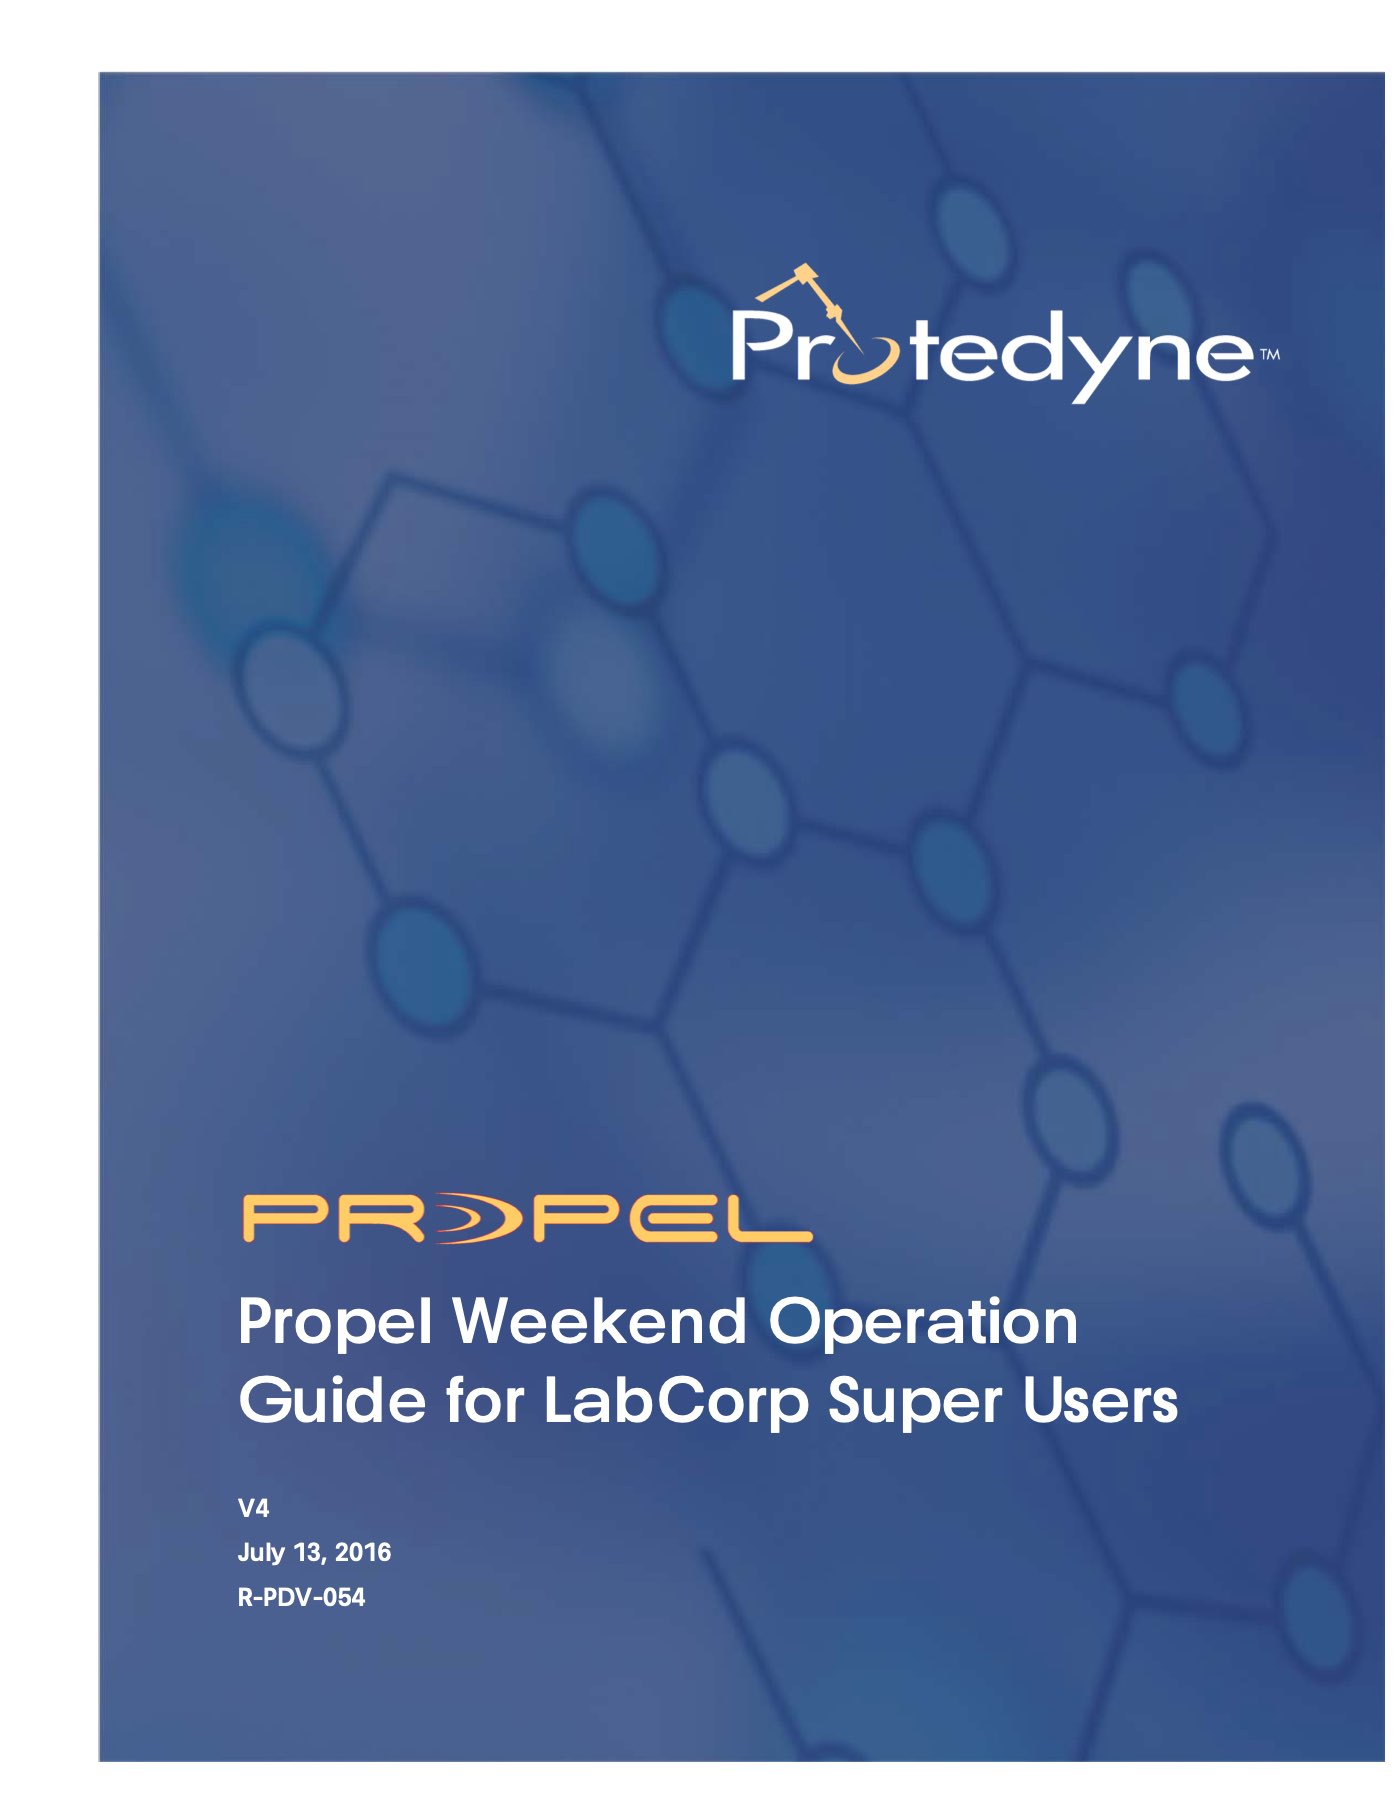 Protedyne™
PROPEL
Propel Weekend Operation
Guide for LabCorp Super Users
V4
July 13, 2016
R-PDV-054